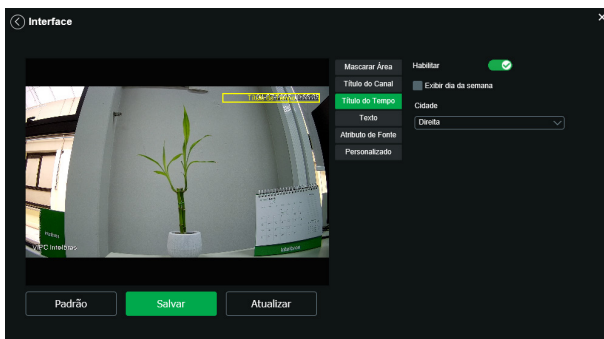 Interface
Mascarar Área
Habilitar
Título do Canal
Exibir dia da semana
Título do Tempo
Cidade
Texto
Direita
Atributo de Fonte
Personalizado
VIPC Intelbras
intelbras
Padrão
Salvar
Atualizar